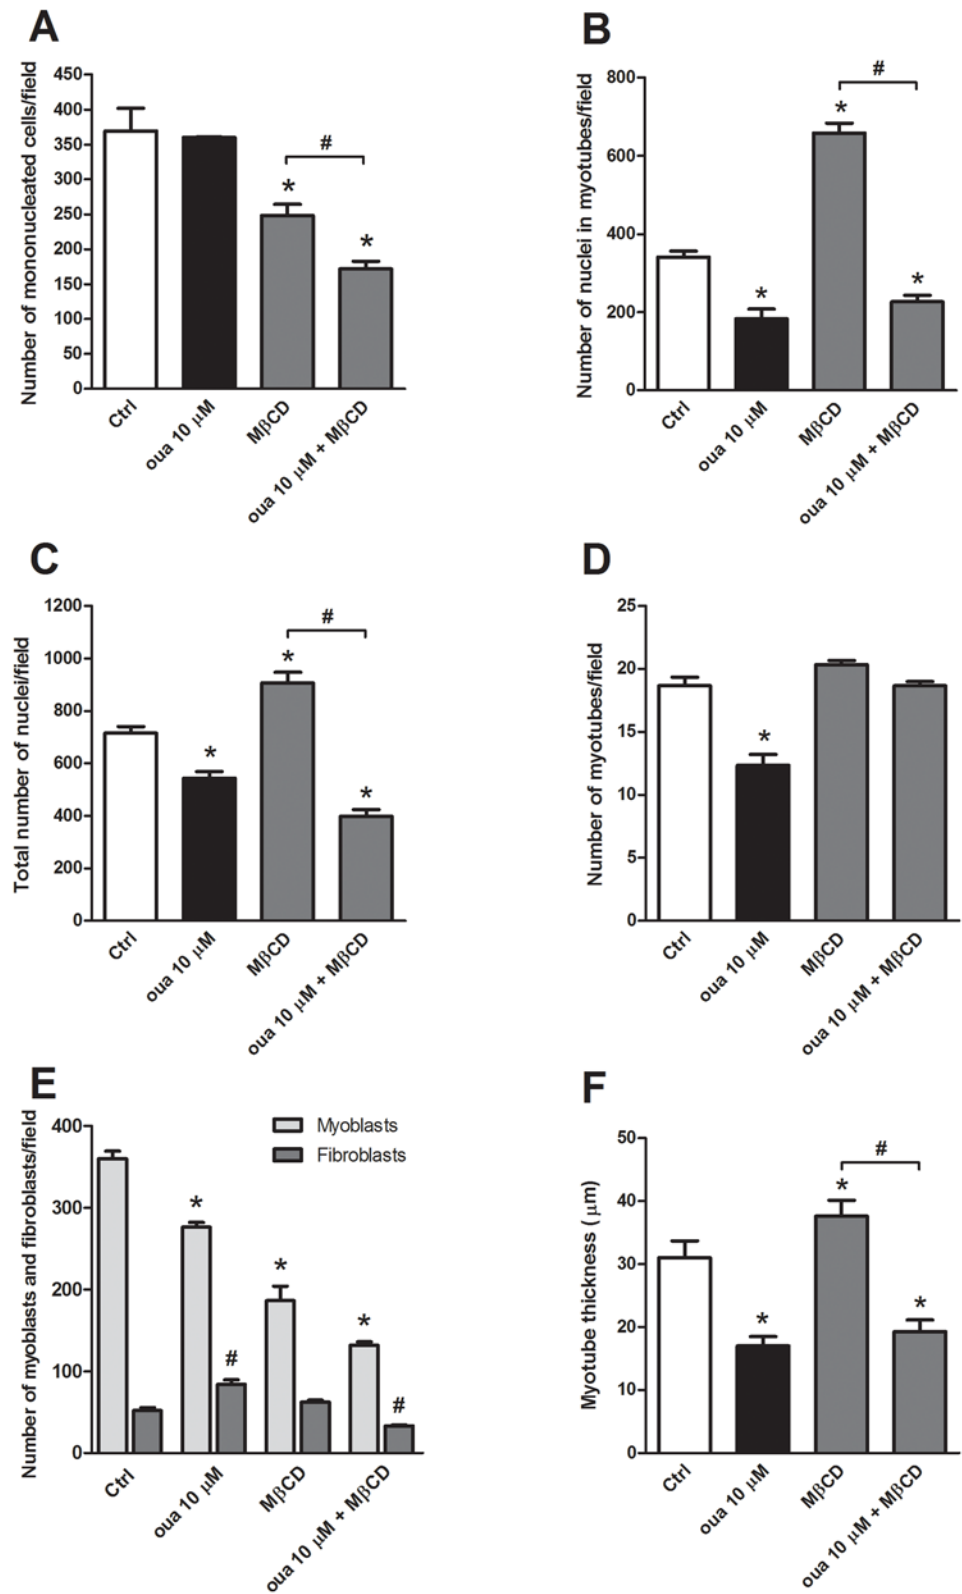 A
Number of mononucleated cells/field
450
400
350
300
250
200
150
100
50
0
*
#
*
Ctrl
oua 10 µM
MβCD
oua 10 µM + MβCD
B
Number of nuclei in myotubes/field
800
600
400
200
0
*
*
#
*
Ctrl
oua 10 µM
MβCD
oua 10 µM + MβCD
C
Total number of nuclei/field
1200
1000
800
600
400
200
0
*
*
#
*
Ctrl
oua 10 µM
MβCD
oua 10 µM + MβCD
D
Number of myotubes/field
25
20
15
10
5
0
*
Ctrl
oua 10 µM
MβCD
oua 10 µM + MβCD
E
Number of myoblasts and fibroblasts/field
400
300
200
100
0
Myoblasts
Fibroblasts
*
#
*
*
#
Ctrl
oua 10 µM
MβCD
oua 10 µM + MβCD
F
Myotube thickness ( µm)
50
40
30
20
10
0
*
*
#
*
Ctrl
oua 10 µM
MβCD
oua 10 µM + MβCD